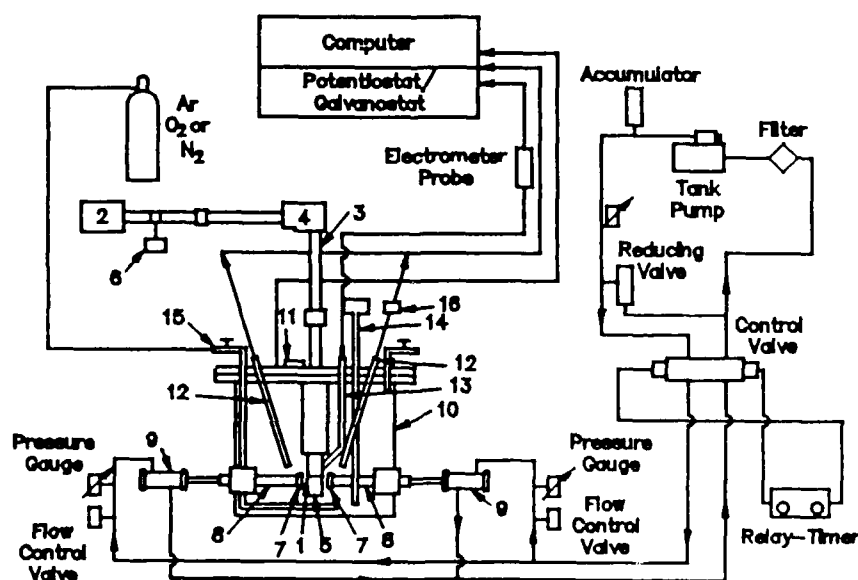 Computer
Potentiostat
Galvanostat
Ar
O2 or
N2
Accumulator
Filter
Electrometer
Probe
Tank
Pump
2
4
3
6
Reducing
Valve
16
15
11
14
Control
Valve
12
12
13
10
Pressure
Gauge
9
Pressure
Gauge
Flow
Control
Valve
8
7
1
5
7
8
9
Flow
Control
Valve
Relay-Timer